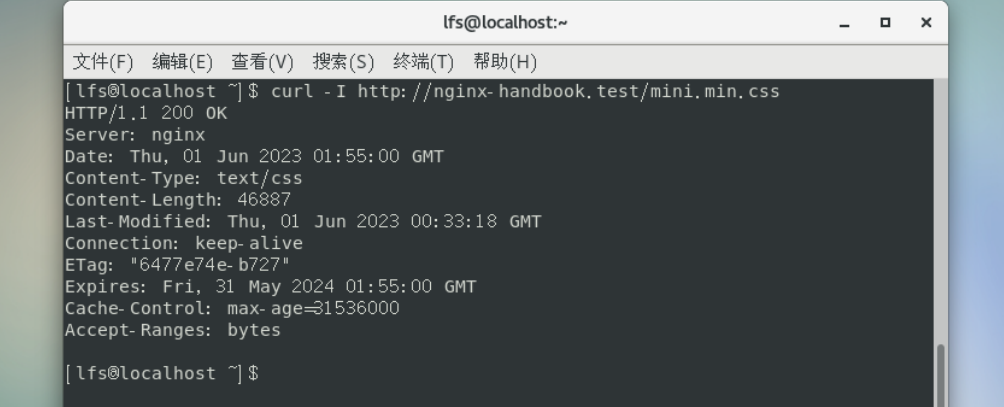 lfs@localhost:~
文件(F) 编辑(E) 查看(V) 搜索(S) 终端(T) 帮助(H)
[lfs@localhost ~]$ curl -I http://nginx-handbook.test/mini.min.css
HTTP/1.1 200 OK
Server: nginx
Date: Thu, 01 Jun 2023 01:55:00 GMT
Content-Type: text/css
Content-Length: 46887
Last-Modified: Thu, 01 Jun 2023 00:33:18 GMT
Connection: keep-alive
ETag: "6477e74e-b727"
Expires: Fri, 31 May 2024 01:55:00 GMT
Cache-Control: max-age=31536000
Accept-Ranges: bytes
[lfs@localhost ~]$